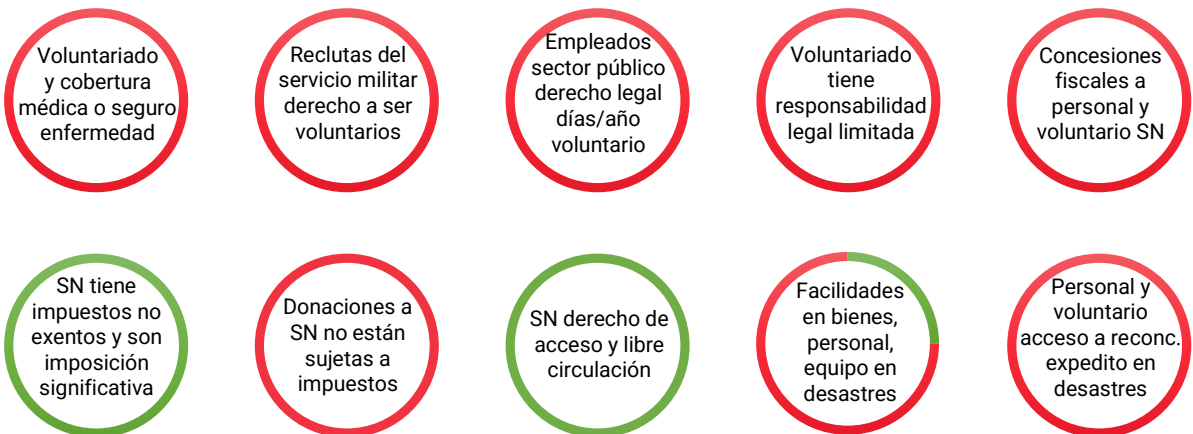 Voluntariado
y cobertura
médica o seguro
enfermedad
Reclutas del
servicio militar
derecho a ser
voluntarios
Empleados
sector público
derecho legal
días/año
voluntario
Voluntariado
tiene
responsabilidad
legal limitada
Concesiones
fiscales a
personal y
voluntario SN
SN tiene
impuestos no
exentos y son
imposición
significativa
Donaciones a
SN no están
sujetas a
impuestos
SN derecho de
acceso y libre
circulación
Facilidades
en bienes,
personal,
equipo en
desastres
Personal y
voluntario
acceso a reconc.
expedito en
desastres